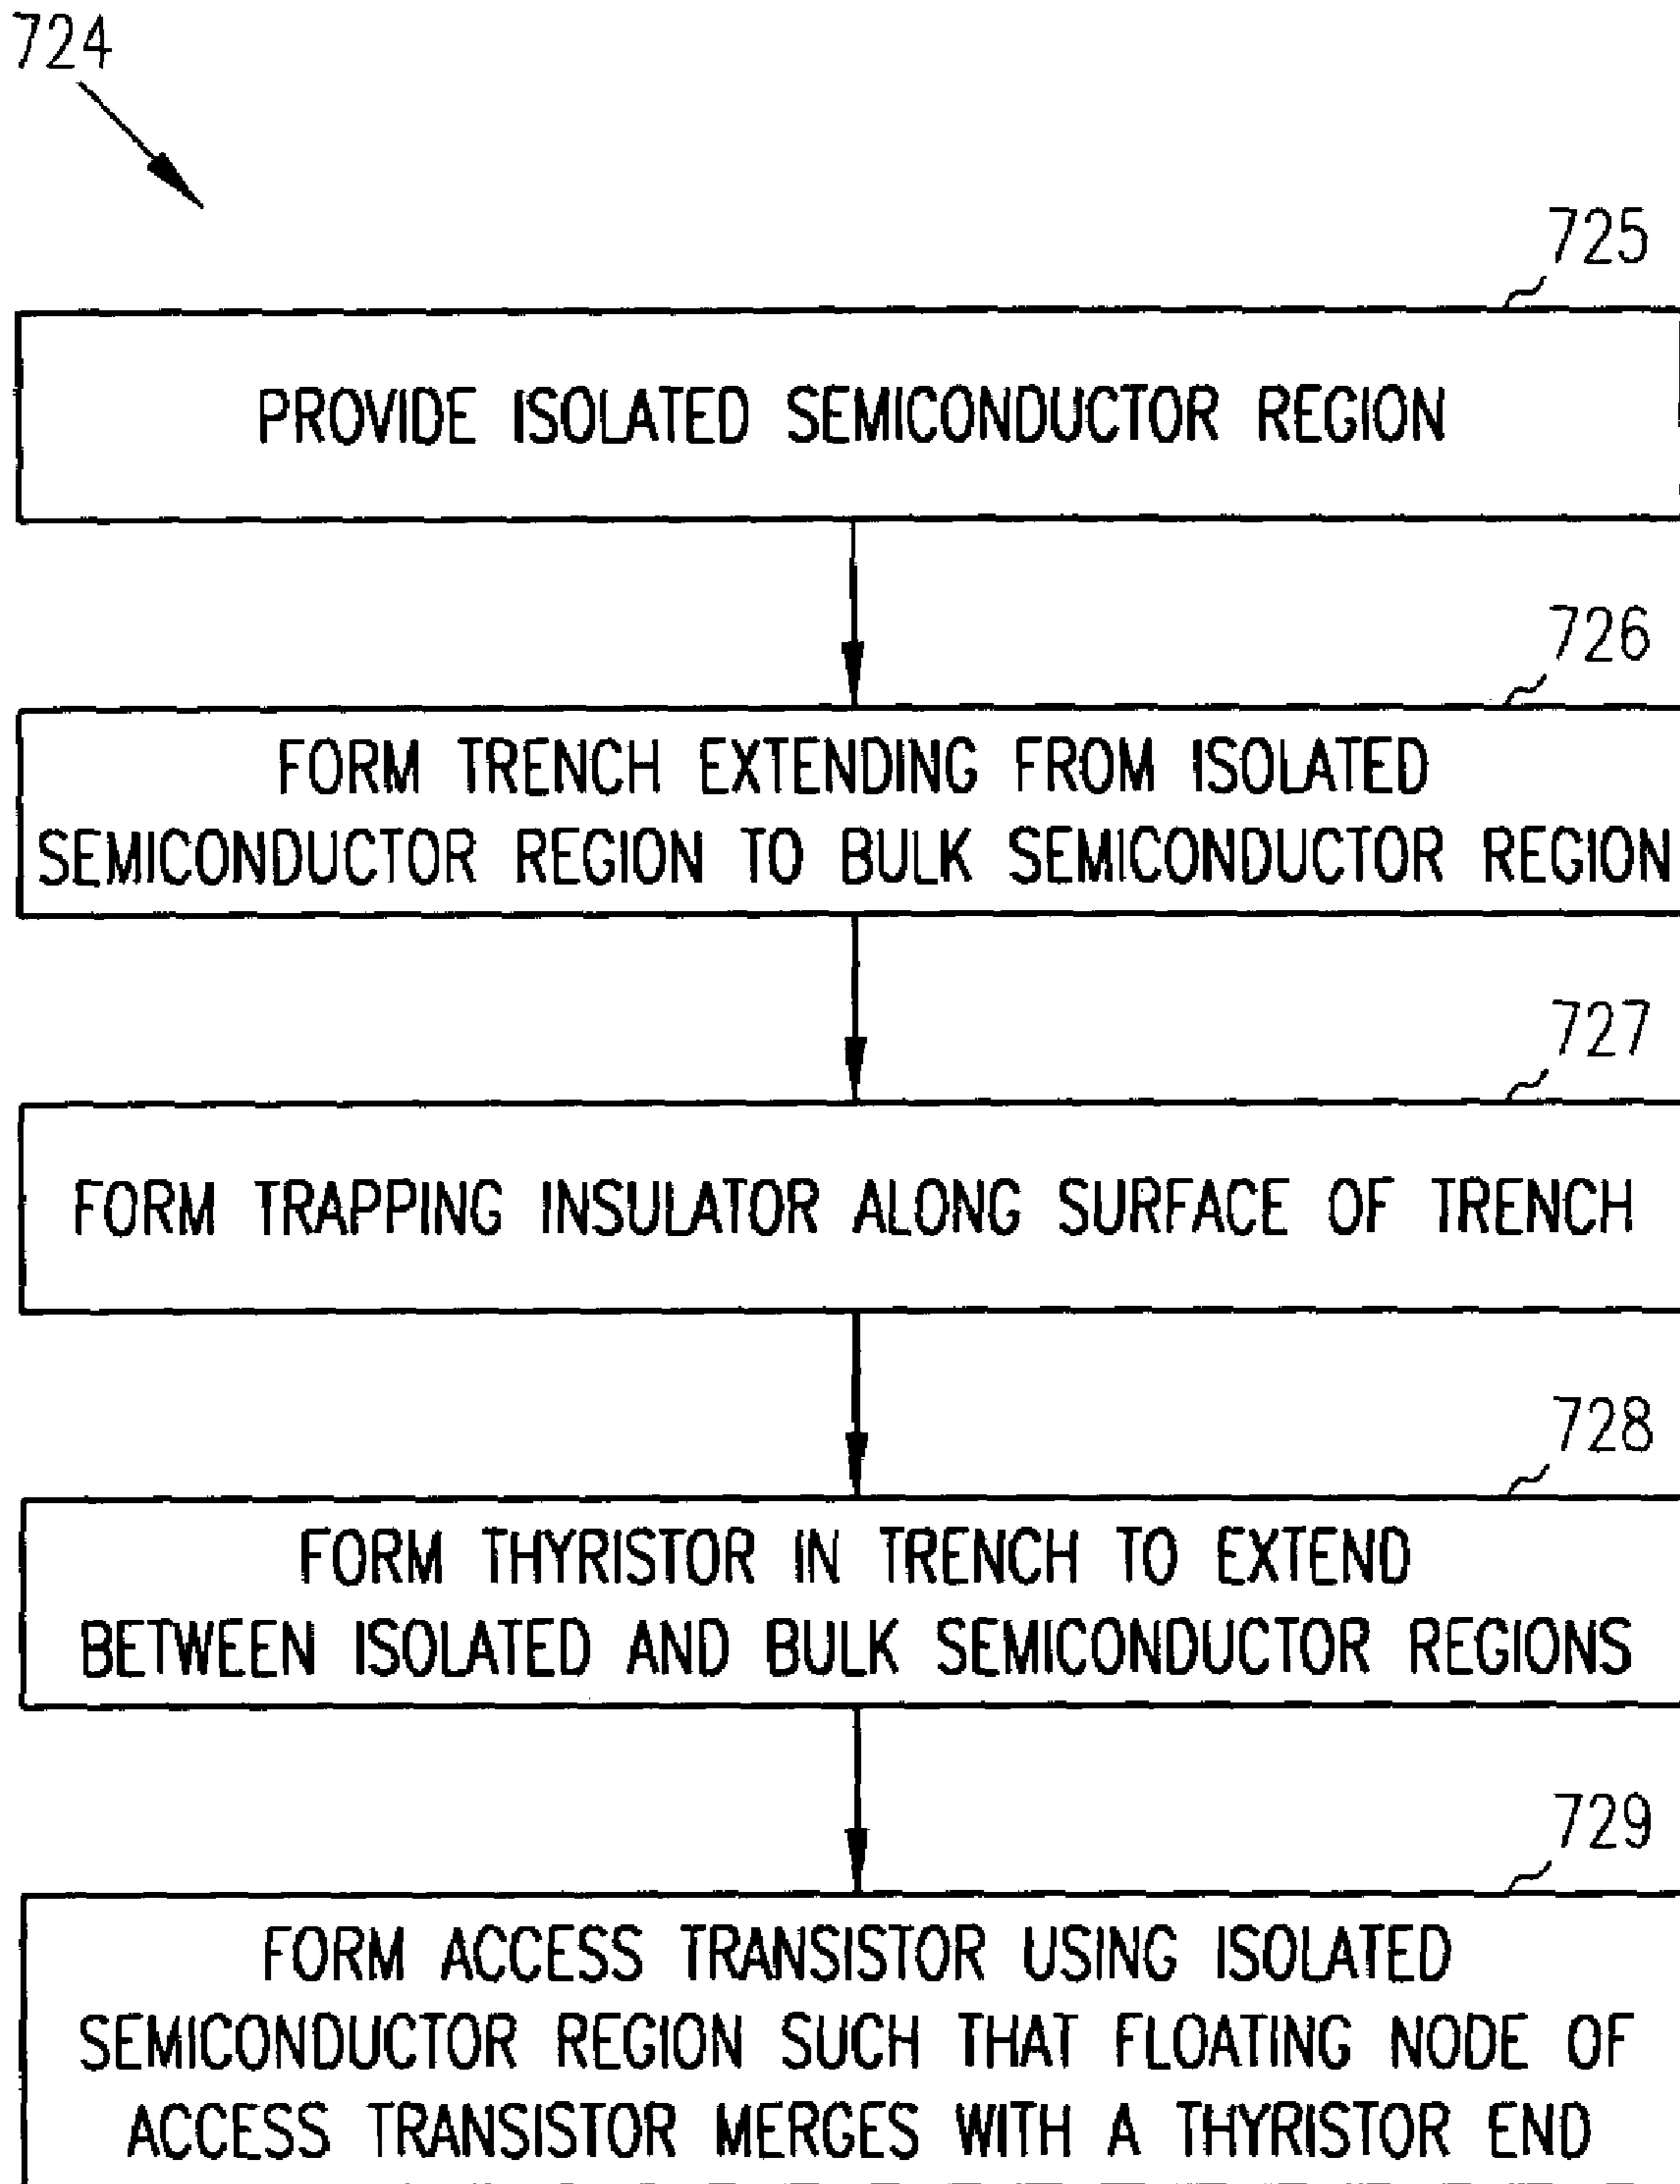 724
725
PROVIDE ISOLATED SEMICONDUCTOR REGION
726
FORM TRENCH EXTENDING FROM ISOLATED
SEMICONDUCTOR REGION TO BULK SEMICONDUCTOR REGION
727
FORM TRAPPING INSULATOR ALONG SURFACE OF TRENCH
728
FORM THYRISTOR IN TRENCH TO EXTEND
BETWEEN ISOLATED AND BULK SEMICONDUCTOR REGIONS
729
FORM ACCESS TRANSISTOR USING ISOLATED
SEMICONDUCTOR REGION SUCH THAT FLOATING NODE OF
ACCESS TRANSISTOR MERGES WITH A THYRISTOR END